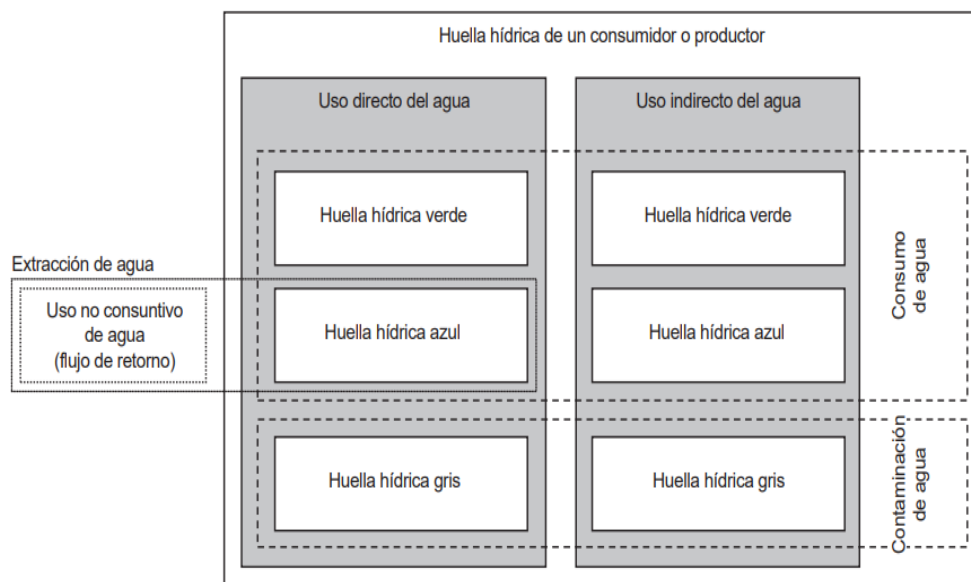 Huella hídrica de un consumidor o productor
Uso directo del agua
Uso indirecto del agua
Huella hídrica verde
Huella hídrica verde
Consumo
de agua
Extracción de agua
Uso no consuntivo
de agua
(flujo de retorno)
Huella hídrica azul
Huella hídrica azul
Huella hídrica gris
Huella hídrica gris
Contaminación
de agua